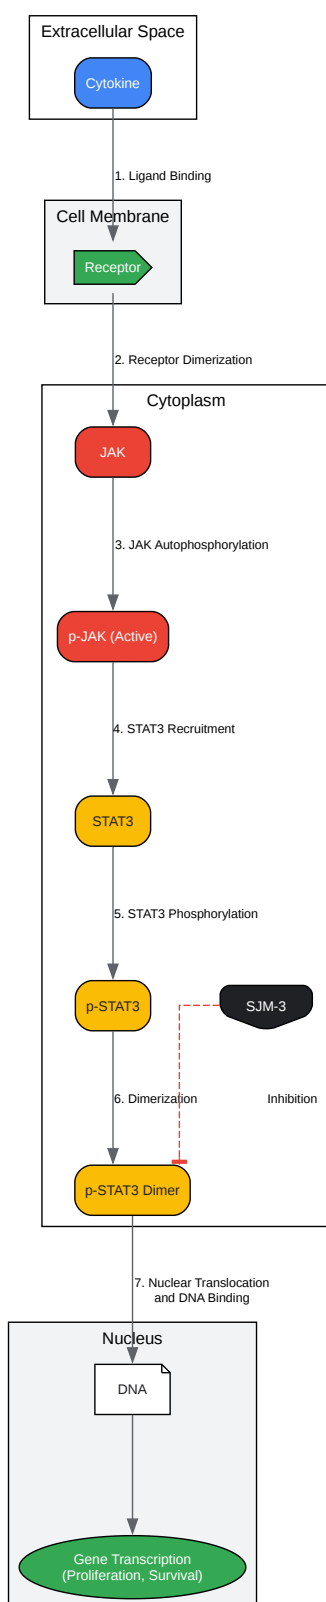 Extracellular Space
Cytokine
1. Ligand Binding
Cell Membrane
Receptor
2. Receptor Dimerization
Cytoplasm
JAK
3. JAK Autophosphorylation
p-JAK (Active)
4. STAT3 Recruitment
STAT3
5. STAT3 Phosphorylation
p-STAT3
SJM-3
6. Dimerization
Inhibition
p-STAT3 Dimer
7. Nuclear Translocation
and DNA Binding
Nucleus
DNA
Gene Transcription
(Proliferation, Survival)